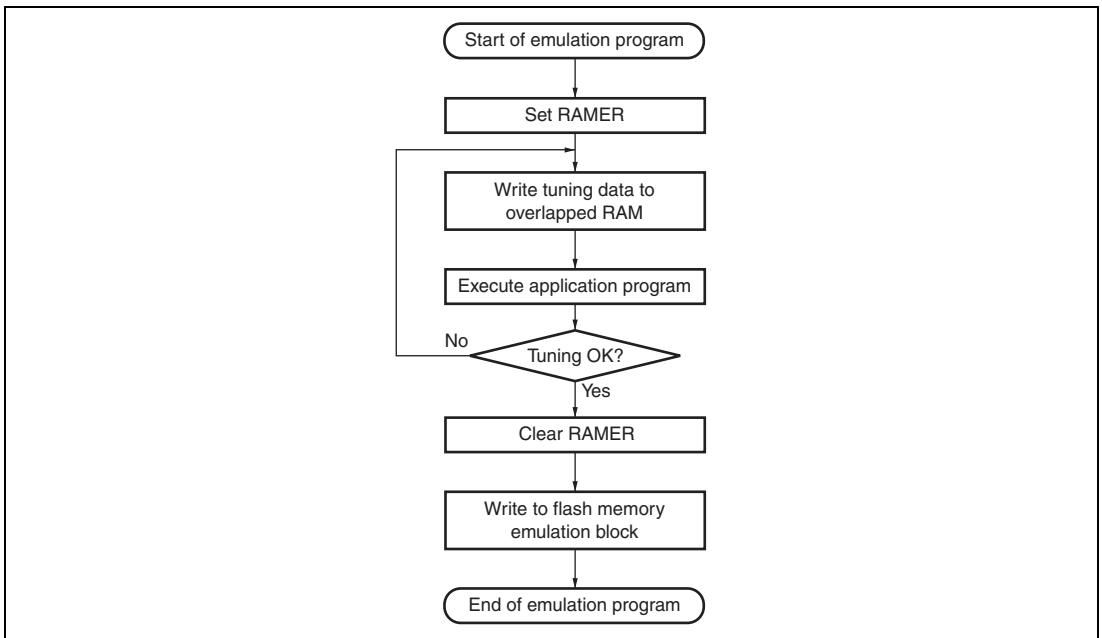 Start of emulation program
Set RAMER
Write tuning data to
overlapped RAM
Execute application program
No
Tuning OK?
Yes
Clear RAMER
Write to flash memory
emulation block
End of emulation program